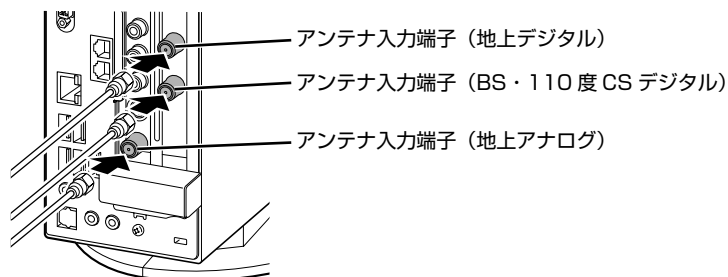 アンテナ入力端子（地上デジタル）
アンテナ入力端子（BS・110 度 CS デジタル）
アンテナ入力端子（地上アナログ）